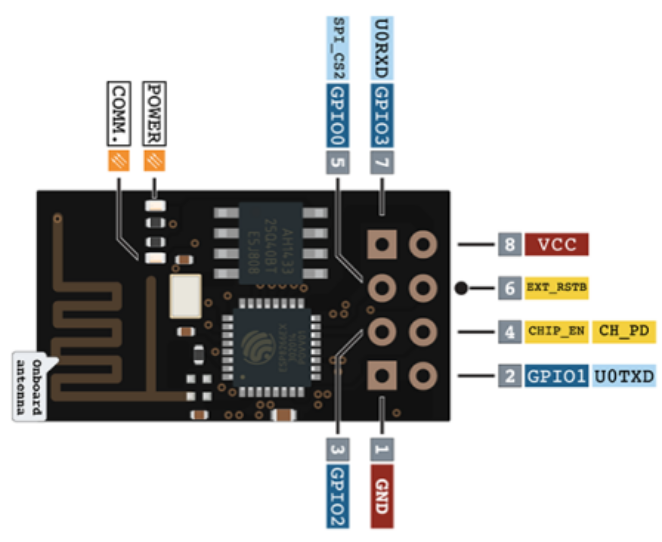 SPI_CS2 GPIO0 5
U0RXD GPIO3 7
COMM.
POWER
8 VCC
6 EXT_RSTB
4 CHIP_EN CH_PD
2 GPIO1 U0TXD
AH1433
25Q40BT
Onboard
antenna
3 GPIO2
1 GND